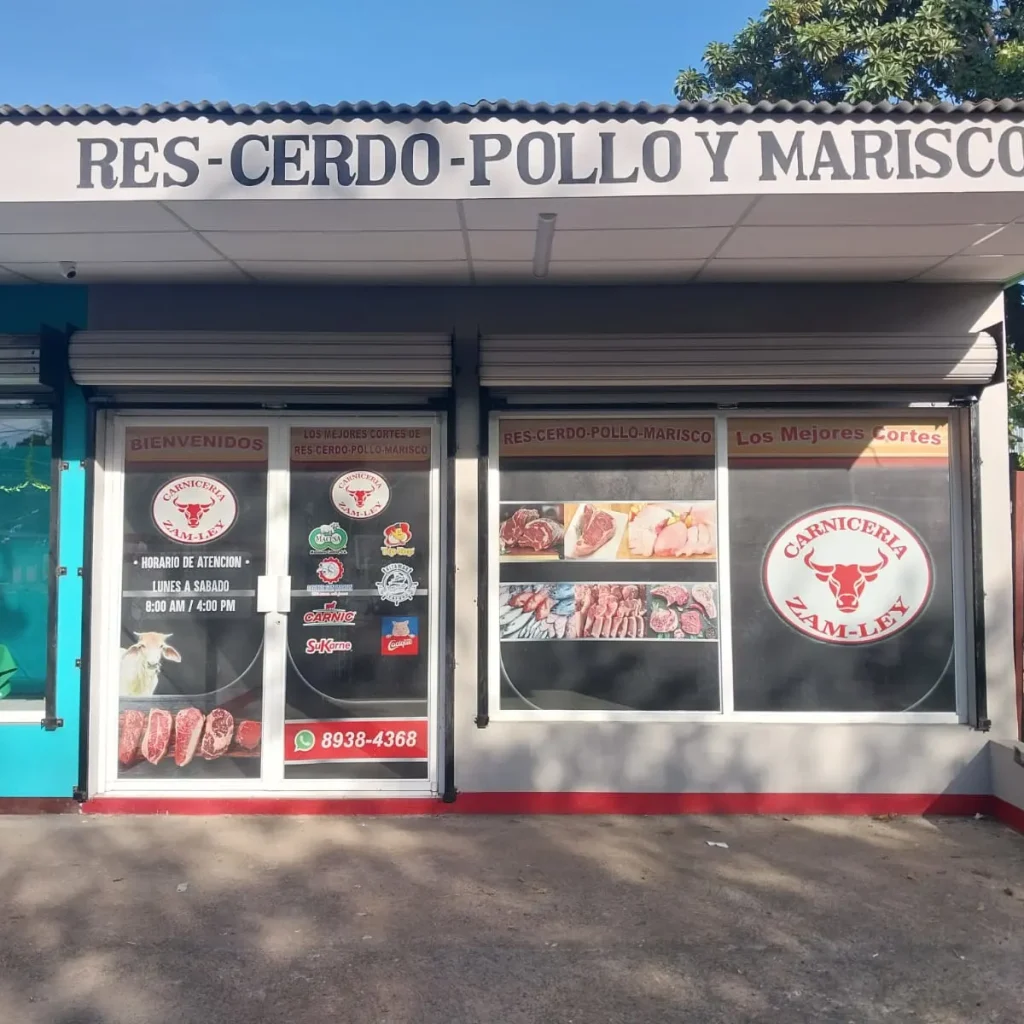 RES-CERDO-POLLO Y MARISCO
BIENVENIDOS
CARNICERIA
ZAM-LEY
• HORARIO DE ATENCION •
LUNES A SABADO
8:00 AM / 4:00 PM
LOS MEJORES CORTES DE
RES-CERDO-POLLO-MARISCO
CARNICERIA
ZAM-LEY
CARNIC
SuKarne
8938-4368
RES-CERDO-POLLO-MARISCO
Los Mejores Cortes
CARNICERIA
ZAM-LEY